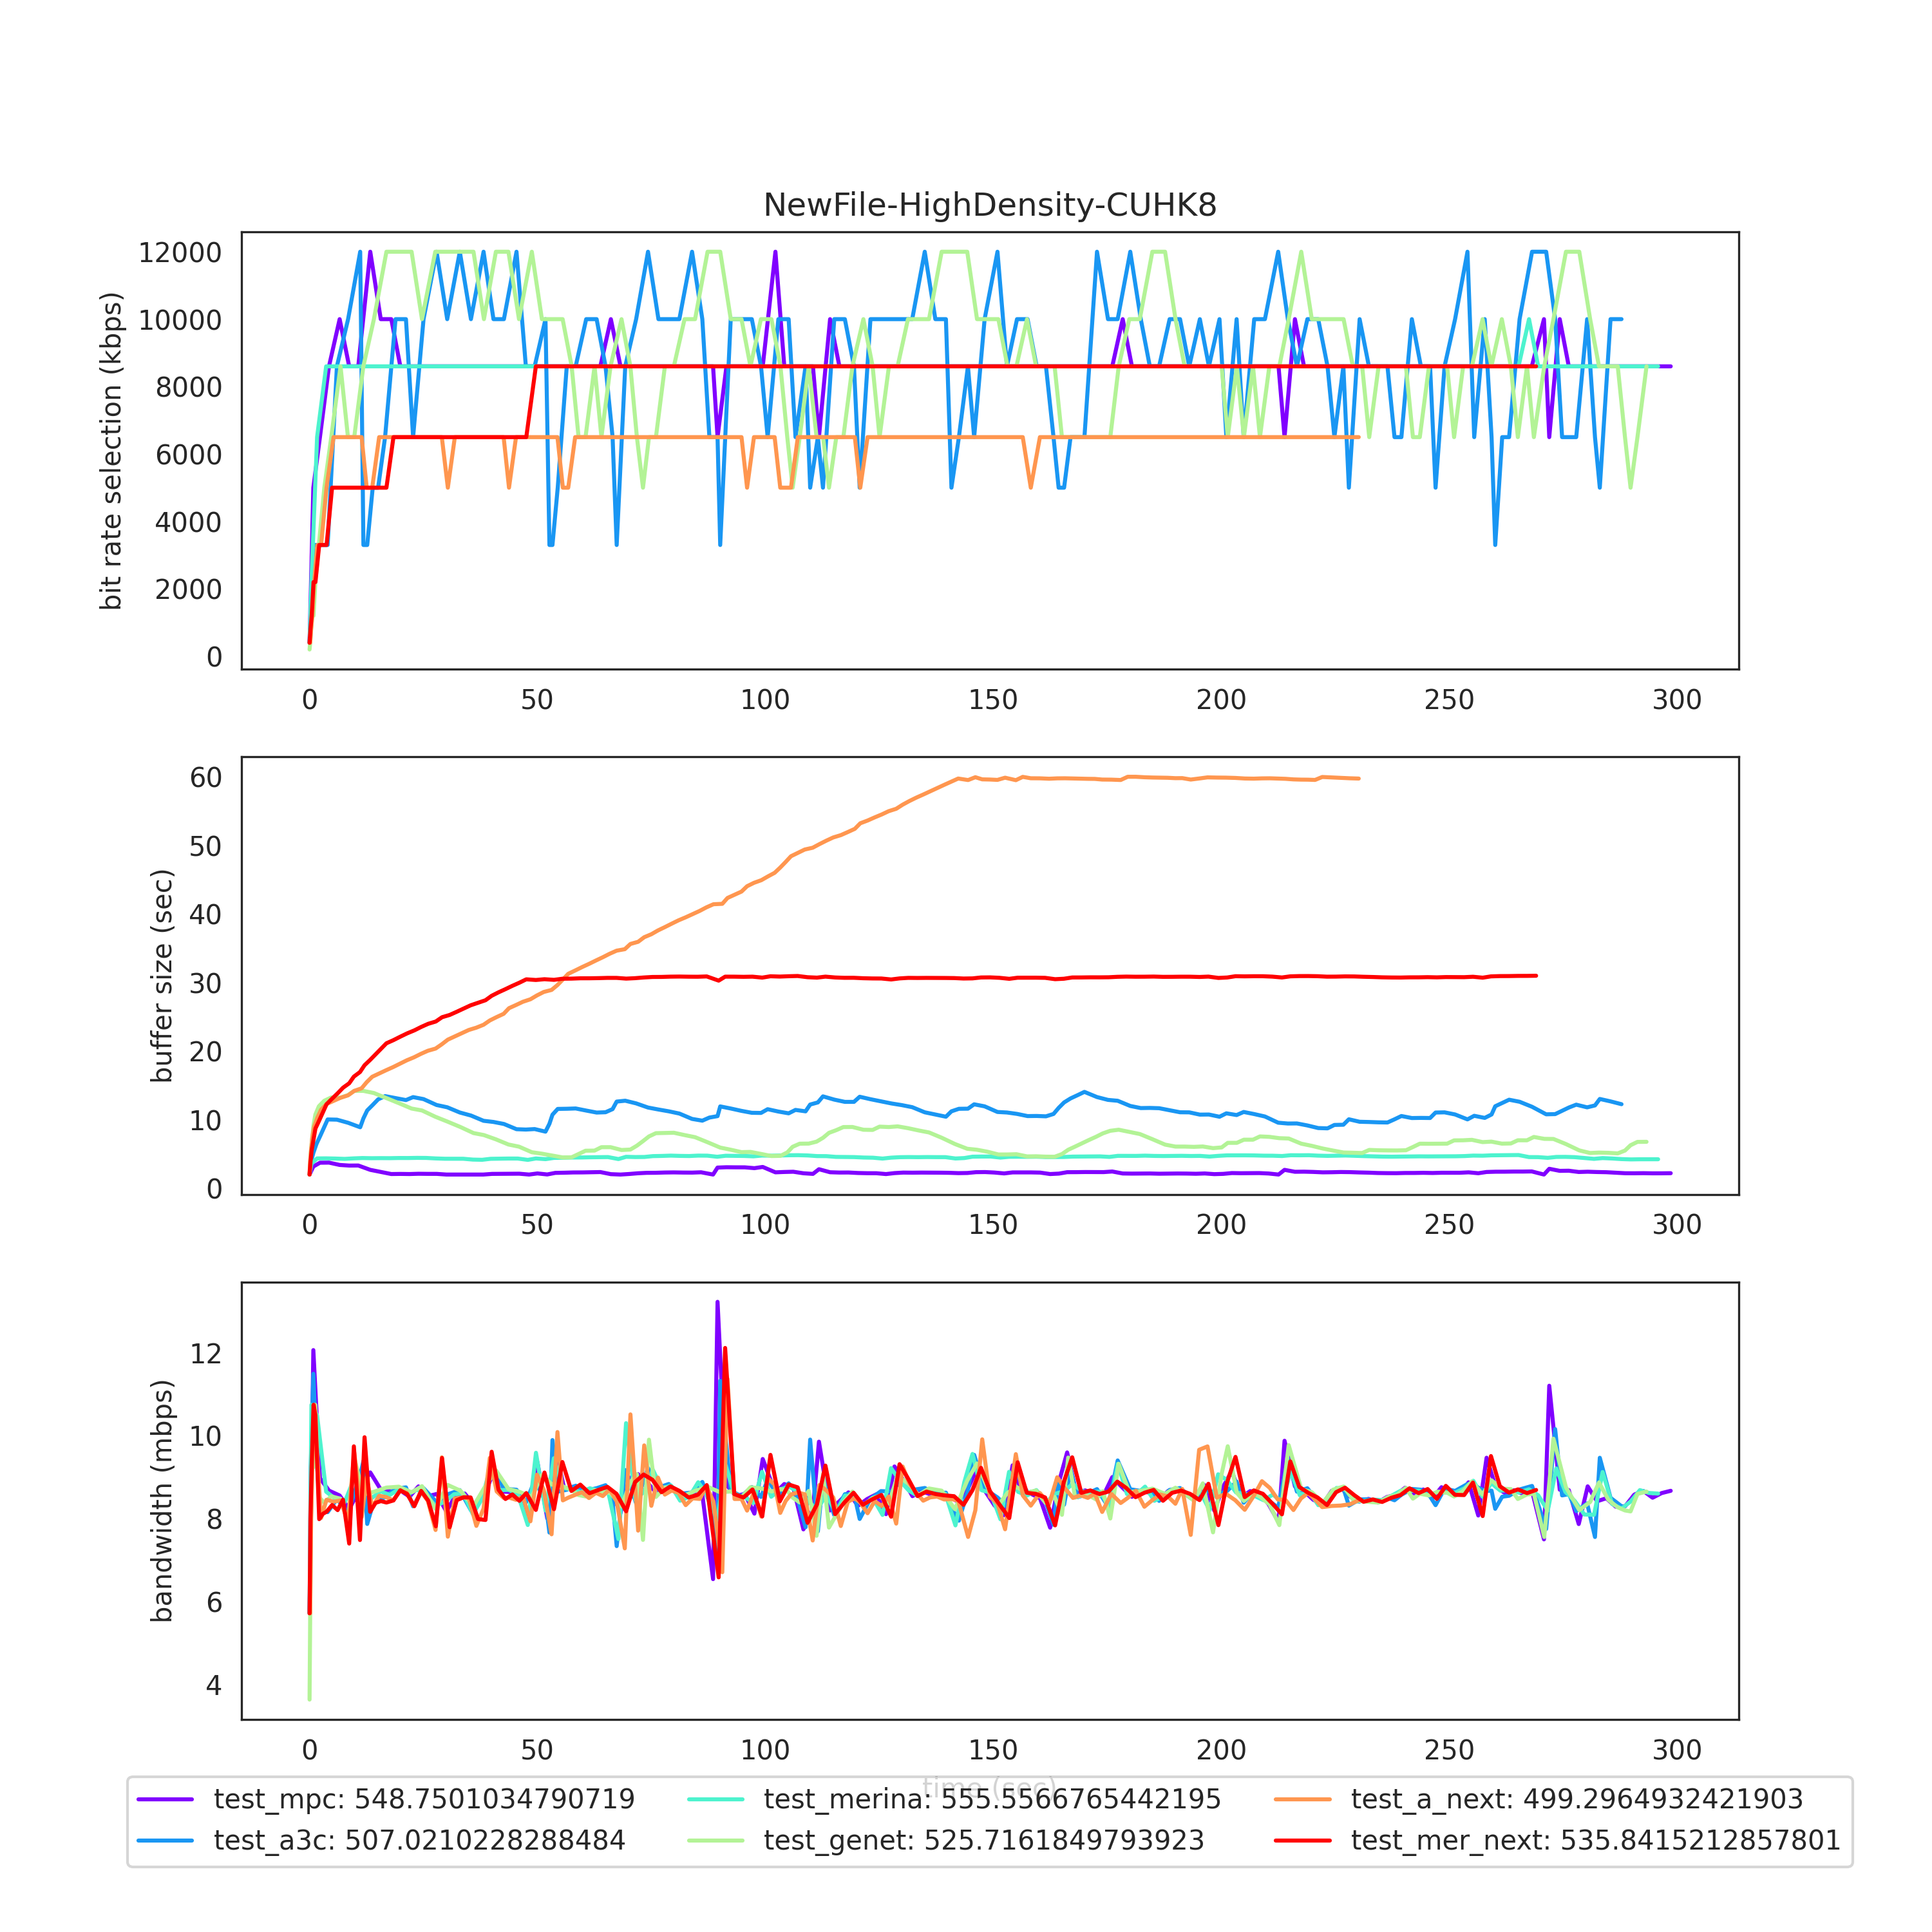 NewFile-HighDensity-CUHK8
bit rate selection (kbps)
12000
10000
8000
6000
4000
2000
0
0 50 100 150 200 250 300
buffer size (sec)
60
50
40
30
20
10
0
0 50 100 150 200 250 300
bandwidth (mbps)
12
10
8
6
4
0 50 100 150 200 250 300
time (sec)
test_mpc: 548.7501034790719 test_merina: 555.5566765442195 test_a_next: 499.2964932421903
test_a3c: 507.0210228288484 test_genet: 525.7161849793923 test_mer_next: 535.8415212857801